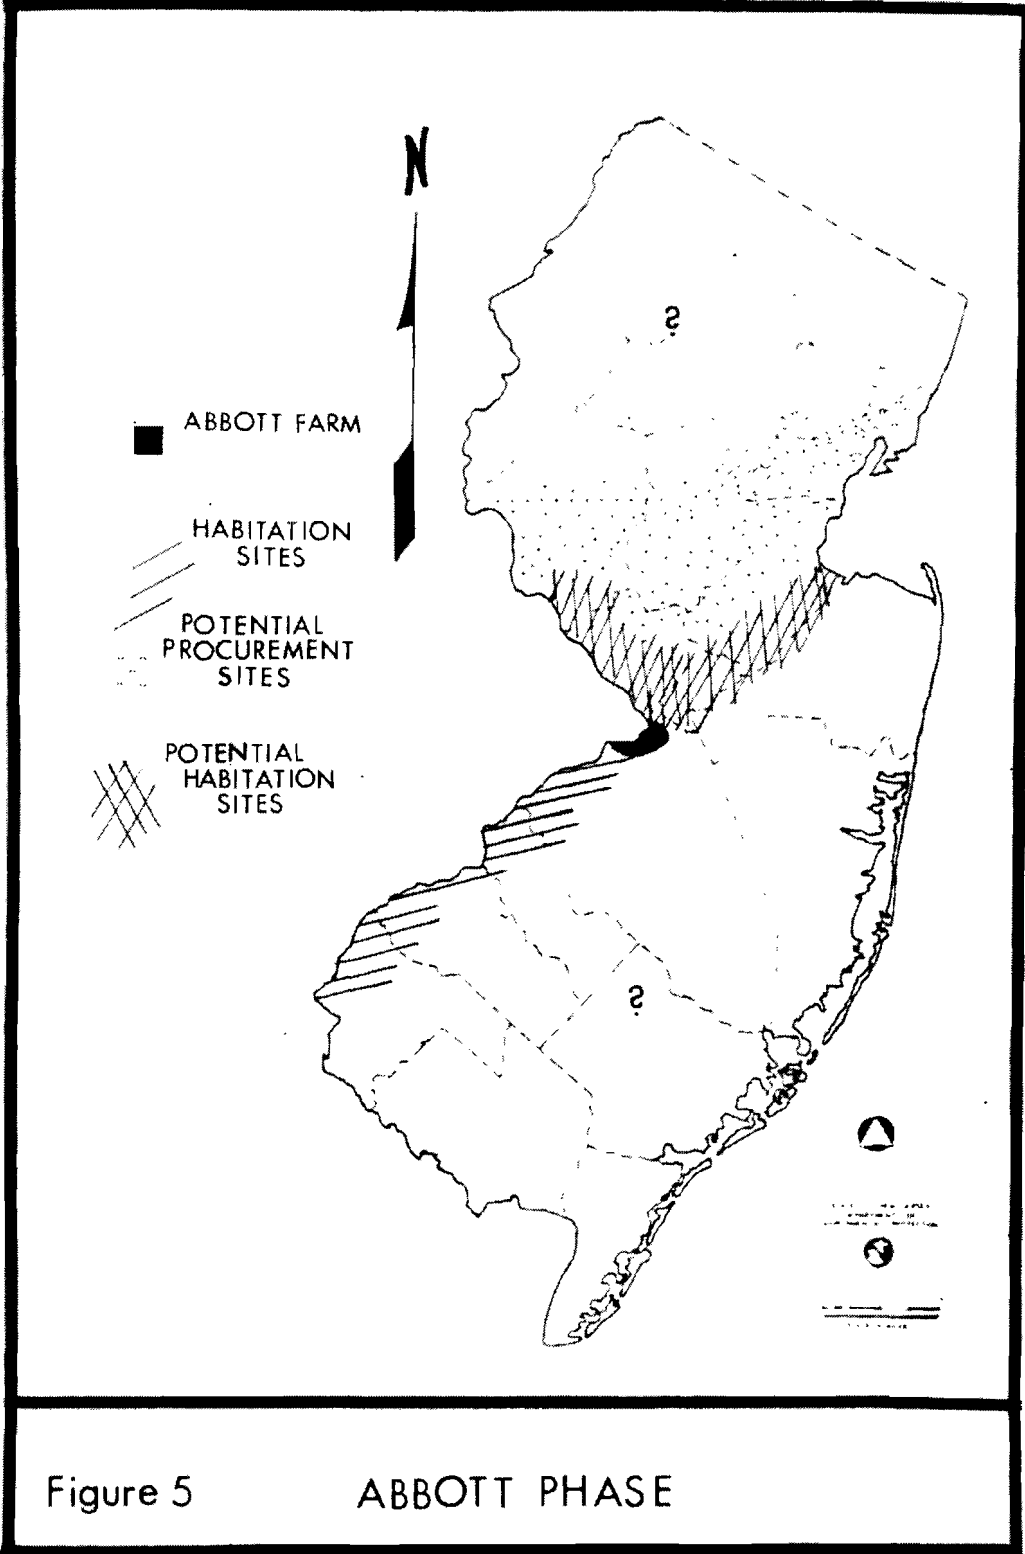 N
?
ABBOTT FARM
HABITATION
SITES
POTENTIAL
PROCUREMENT
SITES
POTENTIAL
HABITATION
SITES
?
Figure 5 ABBOTT PHASE